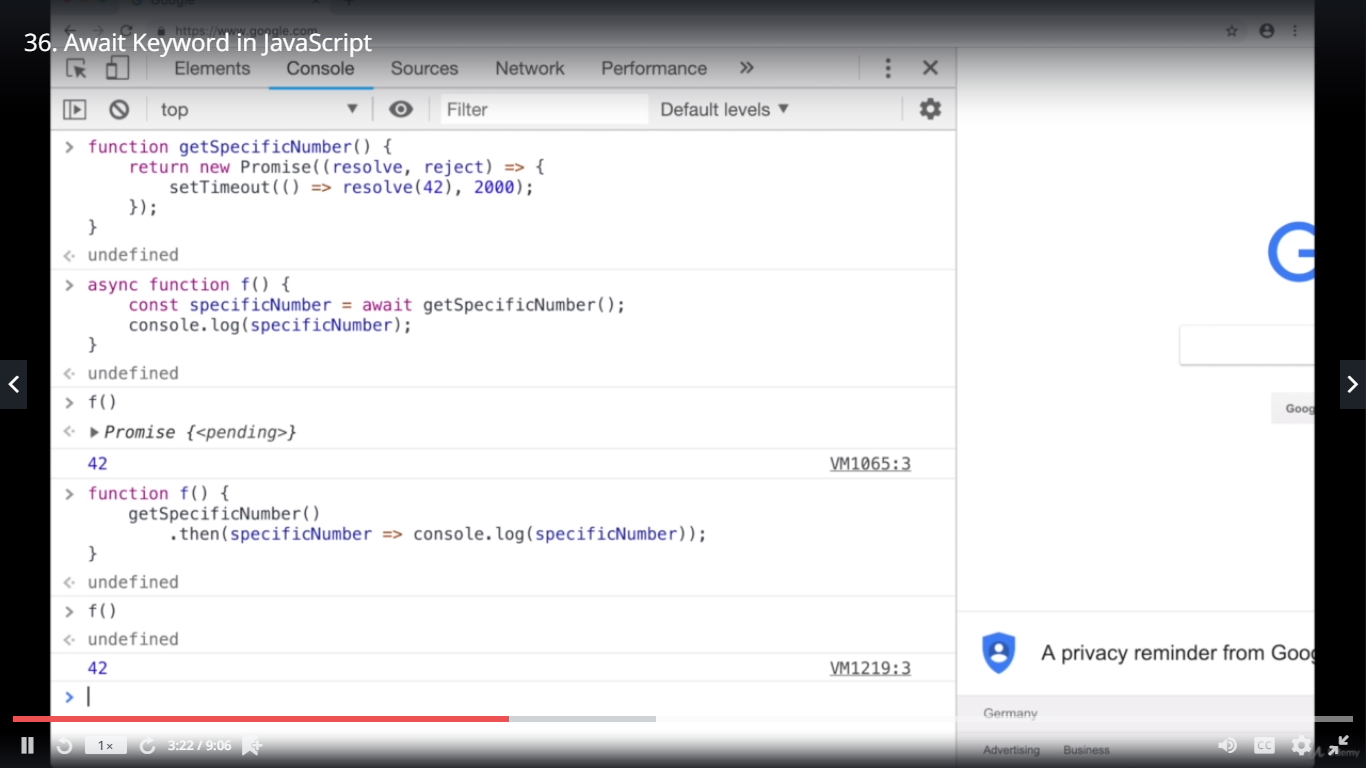 Google
https://www.google.com
36. Await Keyword in JavaScript
Elements Console Sources Network Performance »
top ▼ Filter Default levels ▼
> function getSpecificNumber() {
return new Promise((resolve, reject) => {
setTimeout(() => resolve(42), 2000);
});
}
undefined
> async function f() {
const specificNumber = await getSpecificNumber();
console.log(specificNumber);
}
undefined
> f()
▶ Promise {<pending>}
42 VM1065:3
> function f() {
getSpecificNumber()
.then(specificNumber => console.log(specificNumber));
}
undefined
> f()
undefined
42 VM1219:3
>
Goog
A privacy reminder from Goog
Germany
1× 3:22 / 9:06 CC
Advertising Business